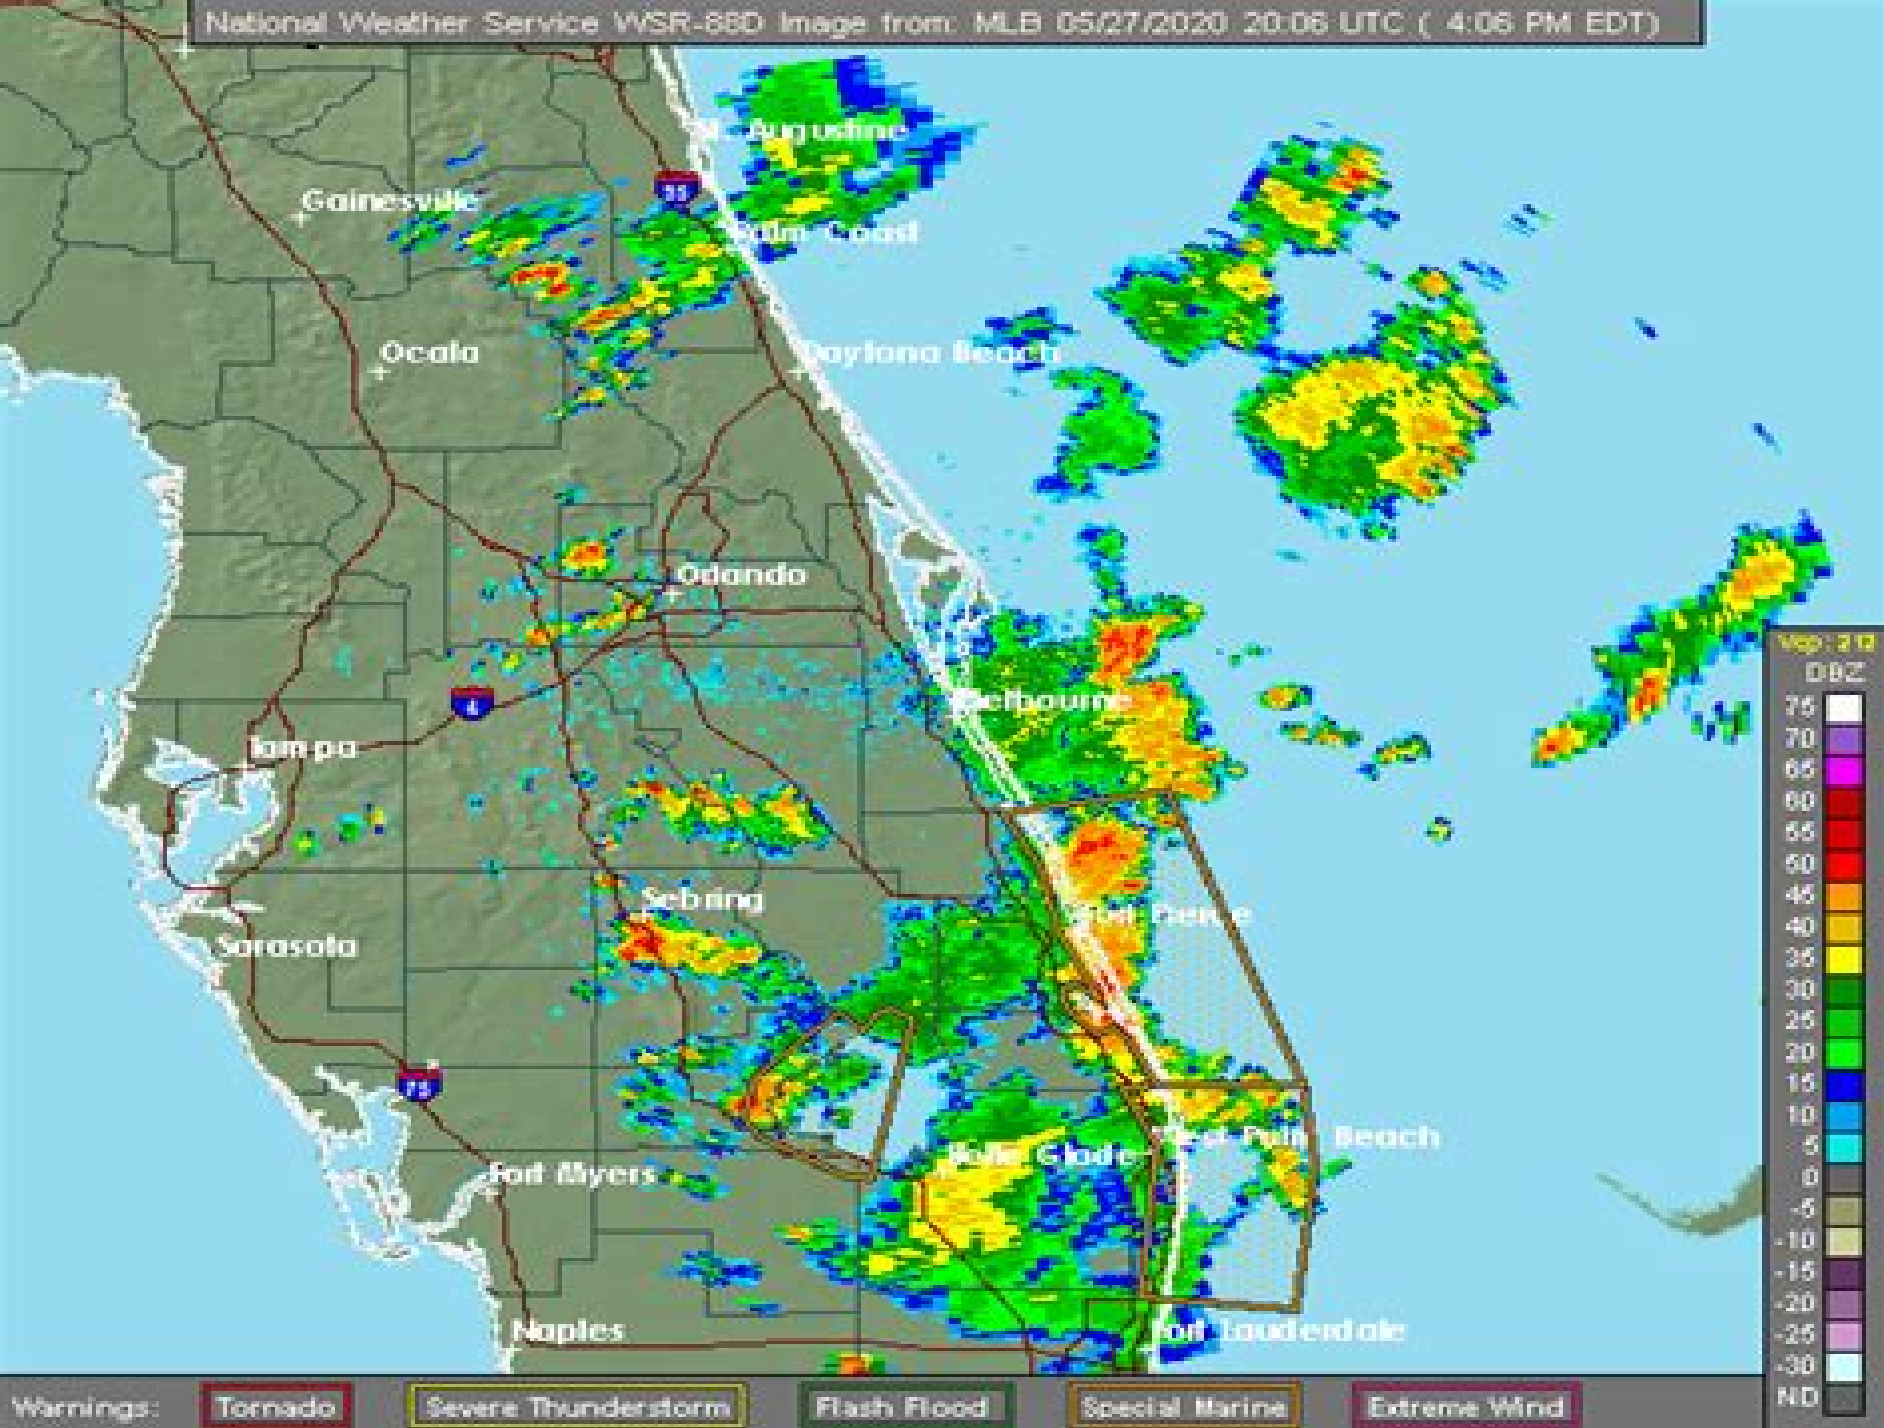 National Weather Service WSR-88D Image from: MLB 05/27/2020 20:06 UTC ( 4:06 PM EDT)
St. Augustine
95
Gainesville
Palm Coast
Ocala
Daytona Beach
Orlando
Vcp: 212
DBZ
4
Melbourne
75
70
65
60
55
50
45
40
35
30
25
20
15
10
5
0
-5
-10
-15
-20
-25
-30
ND
Tampa
Sebring
Fort Pierce
Sarasota
75
West Palm Beach
Belle Glade
Fort Myers
Naples
Fort Lauderdale
Warnings: Tornado Severe Thunderstorm Flash Flood Special Marine Extreme Wind